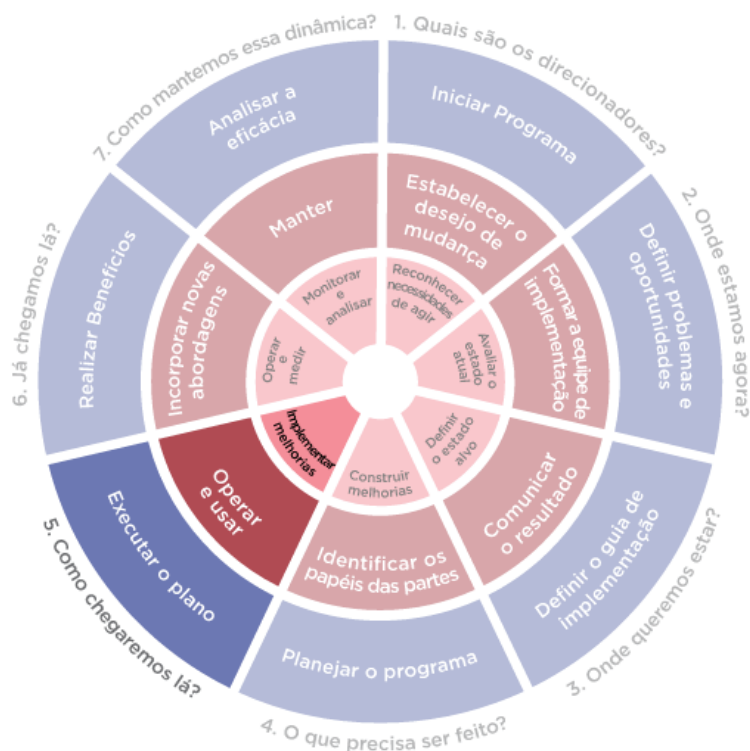 1. Quais são os direcionadores?
Iniciar Programa
Estabelecer o
desejo de
mudança
Reconhecer
necessidades
de agir
2. Onde estamos agora?
Definir problemas e
oportunidades
Formar a equipe de
implementação
Avaliar o
estado
atual
3. Onde queremos estar?
Definir o guia de
implementação
Comunicar
o resultado
Definir
o estado
alvo
4. O que precisa ser feito?
Planejar o programa
Identificar os
papéis das partes
Construir
melhorias
5. Como chegaremos lá?
Executar o plano
Operar
e usar
Implementar
melhorias
6. Já chegamos lá?
Realizar Benefícios
Incorporar novas
abordagens
Operar
e
medir
7. Como mantemos essa dinâmica?
Analisar a
eficácia
Manter
Monitorar
e
analisar